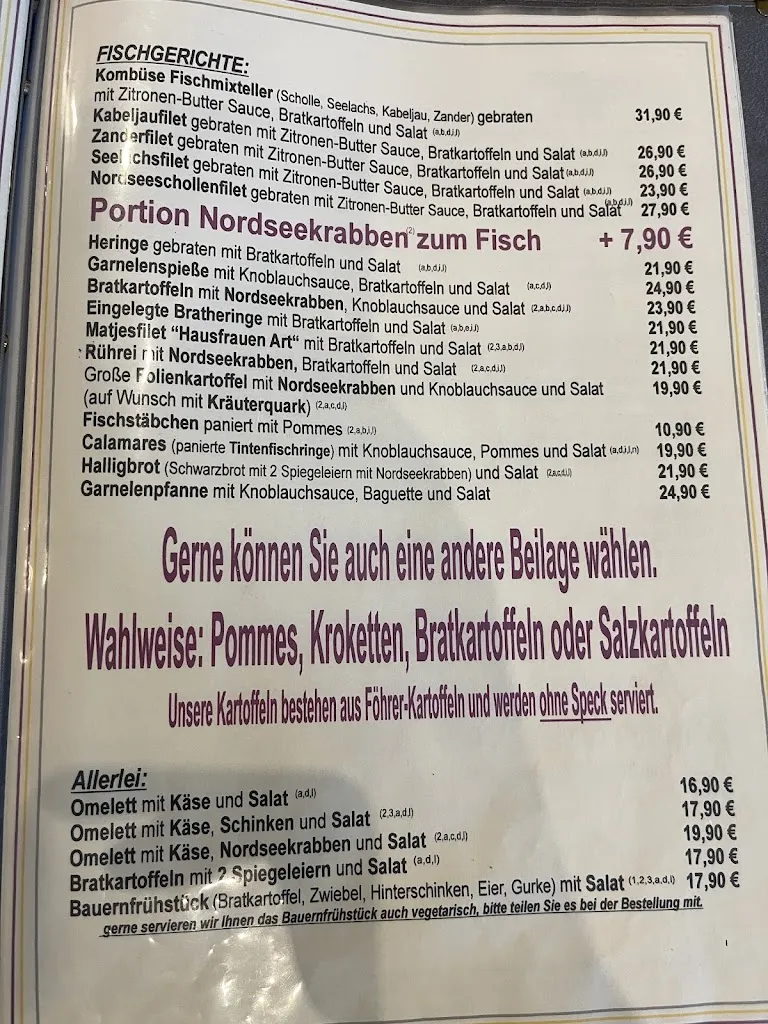 FISCHGERICHTE:
Kombüse Fischmixteller (Scholle, Seelachs, Kabeljau, Zander) gebraten
mit Zitronen-Butter Sauce, Bratkartoffeln und Salat (a,b,d,i,l) 31,90 €
Kabeljaufilet gebraten mit Zitronen-Butter Sauce, Bratkartoffeln und Salat (a,b,d,i,l) 26,90 €
Zanderfilet gebraten mit Zitronen-Butter Sauce, Bratkartoffeln und Salat (a,b,d,i,l) 26,90 €
Seelachsfilet gebraten mit Zitronen-Butter Sauce, Bratkartoffeln und Salat (a,b,d,i,l) 23,90 €
Nordseeschollenfilet gebraten mit Zitronen-Butter Sauce, Bratkartoffeln und Salat (a,b,d,i,l) 27,90 €
Portion Nordseekrabben (2) zum Fisch + 7,90 €
Heringe gebraten mit Bratkartoffeln und Salat (a,b,d,i,l) 21,90 €
Garnelenspieße mit Knoblauchsauce, Bratkartoffeln und Salat (a,c,d,l) 24,90 €
Bratkartoffeln mit Nordseekrabben, Knoblauchsauce und Salat (2,a,b,c,d,i,l) 23,90 €
Eingelegte Bratheringe mit Bratkartoffeln und Salat (a,b,e,i,l) 21,90 €
Matjesfilet “Hausfrauen Art“ mit Bratkartoffeln und Salat (2,3,a,b,d,l) 21,90 €
Rührei mit Nordseekrabben, Bratkartoffeln und Salat (2,a,c,d,i,l) 21,90 €
Große Folienkartoffel mit Nordseekrabben und Knoblauchsauce und Salat 19,90 €
(auf Wunsch mit Kräuterquark) (2,a,c,d,l)
Fischstäbchen paniert mit Pommes (2,a,b,i,l) 10,90 €
Calamares (panierte Tintenfischringe) mit Knoblauchsauce, Pommes und Salat (a,d,i,l,n) 19,90 €
Halligbrot (Schwarzbrot mit 2 Spiegeleiern mit Nordseekrabben) und Salat (2,a,c,d,i,l) 21,90 €
Garnelenpfanne mit Knoblauchsauce, Baguette und Salat 24,90 €
Gerne können Sie auch eine andere Beilage wählen.
Wahlweise: Pommes, Kroketten, Bratkartoffeln oder Salzkartoffeln
Unsere Kartoffeln bestehen aus Föhrer-Kartoffeln und werden ohne Speck serviert.
Allerlei:
Omelett mit Käse und Salat (a,d,l) 16,90 €
Omelett mit Käse, Schinken und Salat (2,3,a,d,l) 17,90 €
Omelett mit Käse, Nordseekrabben und Salat (2,a,c,d,l) 19,90 €
Bratkartoffeln mit 2 Spiegeleiern und Salat (a,d,l) 17,90 €
Bauernfrühstück (Bratkartoffel, Zwiebel, Hinterschinken, Eier, Gurke) mit Salat (1,2,3,a,d,l) 17,90 €
gerne servieren wir Ihnen das Bauernfrühstück auch vegetarisch, bitte teilen Sie es bei der Bestellung mit.